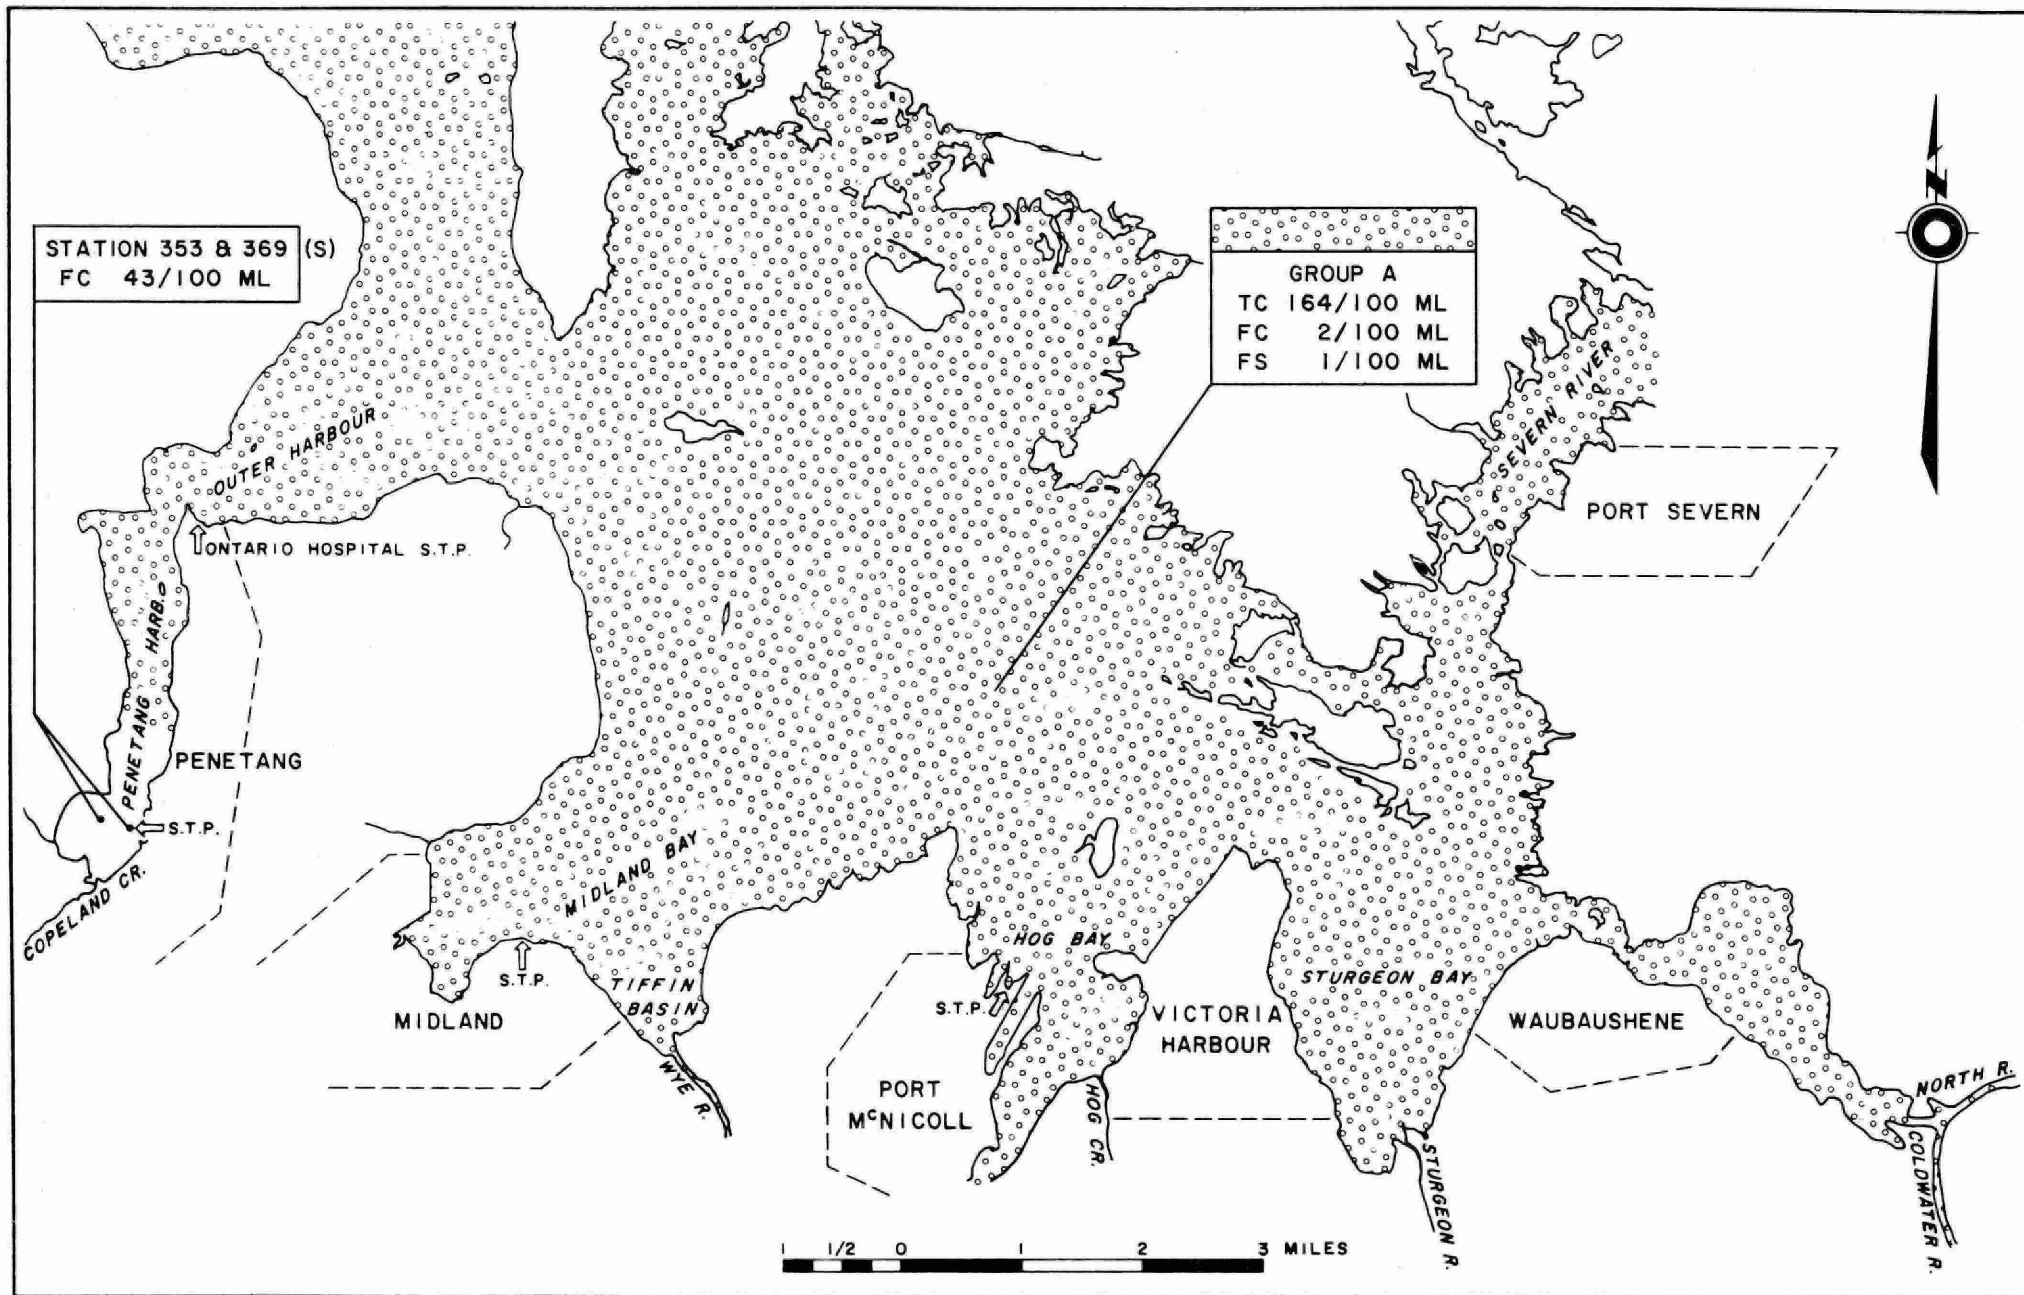 STATION 353 & 369 (S)
FC 43/100 ML
GROUP A
TC 164/100 ML
FC 2/100 ML
FS 1/100 ML
N
OUTER HARBOUR
SEVERN RIVER
PORT SEVERN
ONTARIO HOSPITAL S.T.P.
PENETANG HARB.
PENETANG
S.T.P.
COPELAND CR.
MIDLAND BAY
S.T.P.
TIFFIN
BASIN
MIDLAND
WYE R.
HOG BAY
S.T.P.
PORT
McNICOLL
HOG CR.
VICTORIA
HARBOUR
STURGEON BAY
STURGEON R.
WAUBAUSHENE
NORTH R.
COLDWATER R.
1 1/2 0 1 2 3 MILES